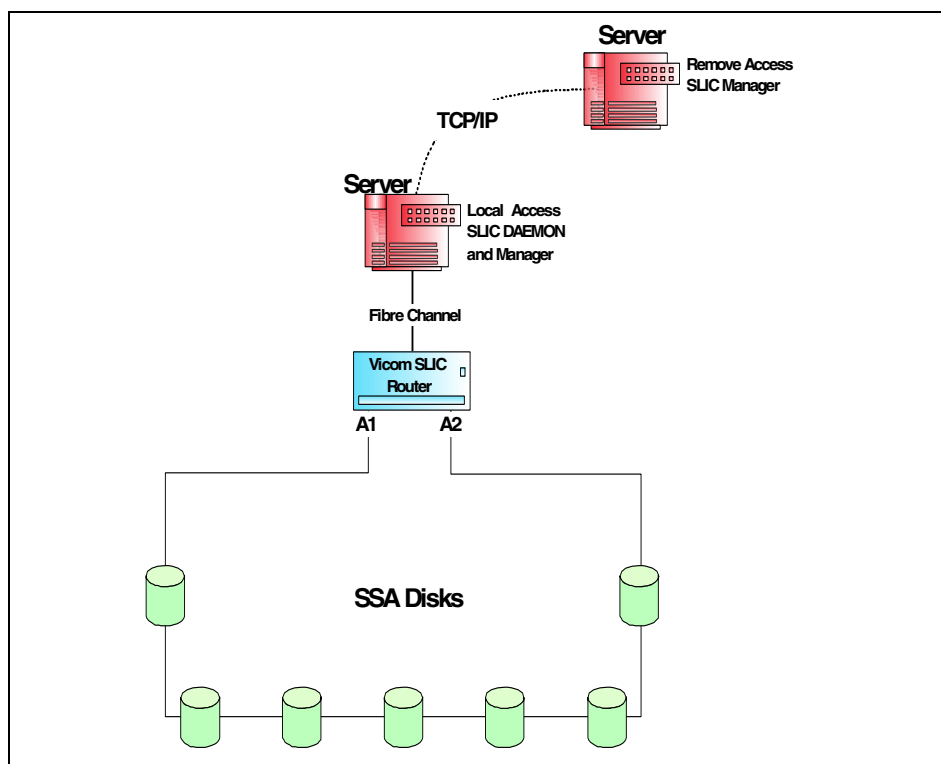 Server
Remove Access
SLIC Manager
TCP/IP
Server
Local Access
SLIC DAEMON
and Manager
Fibre Channel
Vicom SLIC
Router
A1
A2
SSA Disks